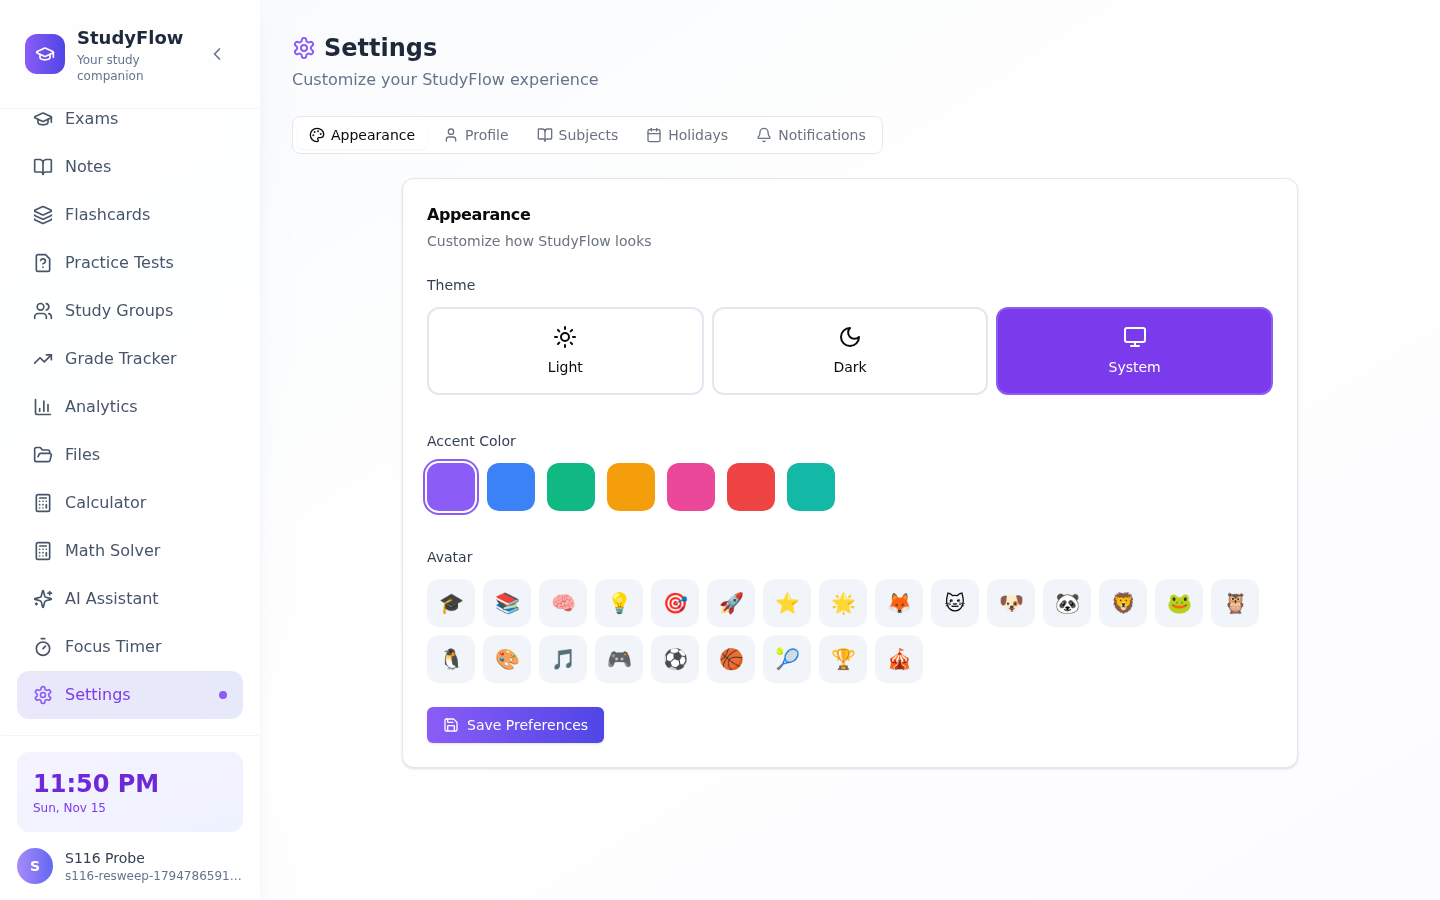 StudyFlow
Your study
companion
Exams
Notes
Flashcards
Practice Tests
Study Groups
Grade Tracker
Analytics
Files
Calculator
Math Solver
AI Assistant
Focus Timer
Settings
11:50 PM
Sun, Nov 15
S
S116 Probe
s116-resweep-1794786591...
Settings
Customize your StudyFlow experience
Appearance
Profile
Subjects
Holidays
Notifications
Appearance
Customize how StudyFlow looks
Theme
Light
Dark
System
Accent Color
Avatar
Save Preferences